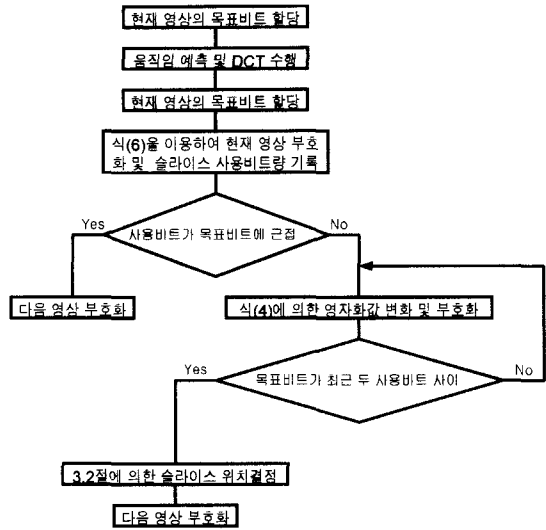 현재 영상의 목표비트 할당
움직임 예측 및 DCT 수행
현재 영상의 목표비트 할당
식(6)을 이용하여 현재 영상 부호
화 및 슬라이스 사용비트량 기록
Yes
사용비트가 목표비트에 근접
No
다음 영상 부호화
식(4)에 의한 영자화값 변화 및 부호화
Yes
목표비트가 최근 두 사용비트 사이
No
3.2절에 의한 슬라이스 위치결정
다음 영상 부호화